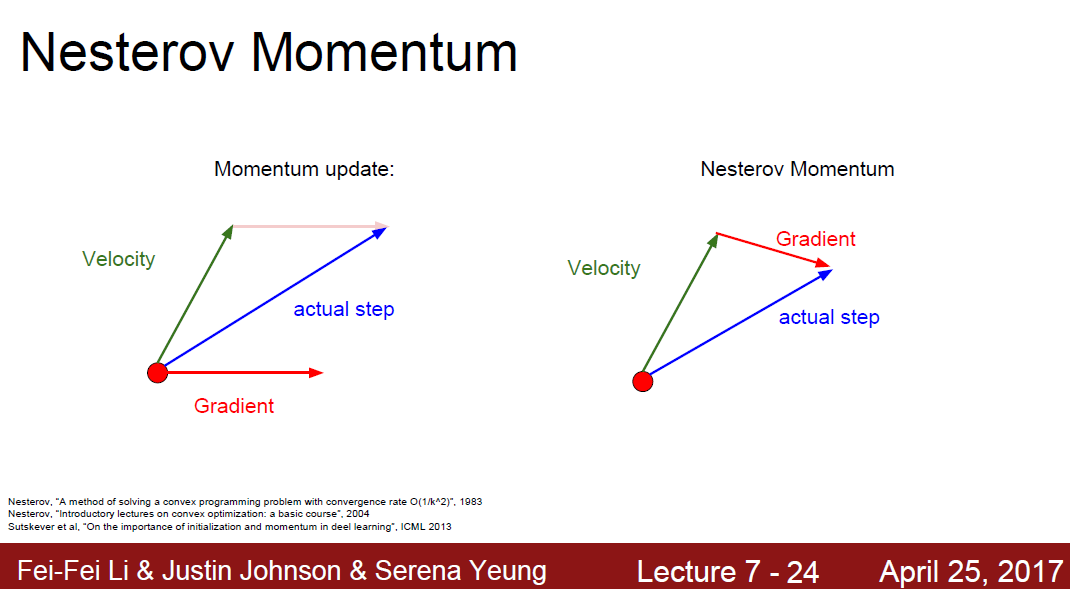 Nesterov Momentum
Momentum update:
Velocity
actual step
Gradient
Nesterov Momentum
Gradient
Velocity
actual step
Nesterov, “A method of solving a convex programming problem with convergence rate O(1/k^2)”, 1983
Nesterov, “Introductory lectures on convex optimization: a basic course”, 2004
Sutskever et al, “On the importance of initialization and momentum in deel learning”, ICML 2013
Fei-Fei Li & Justin Johnson & Serena Yeung
Lecture 7 - 24
April 25, 2017